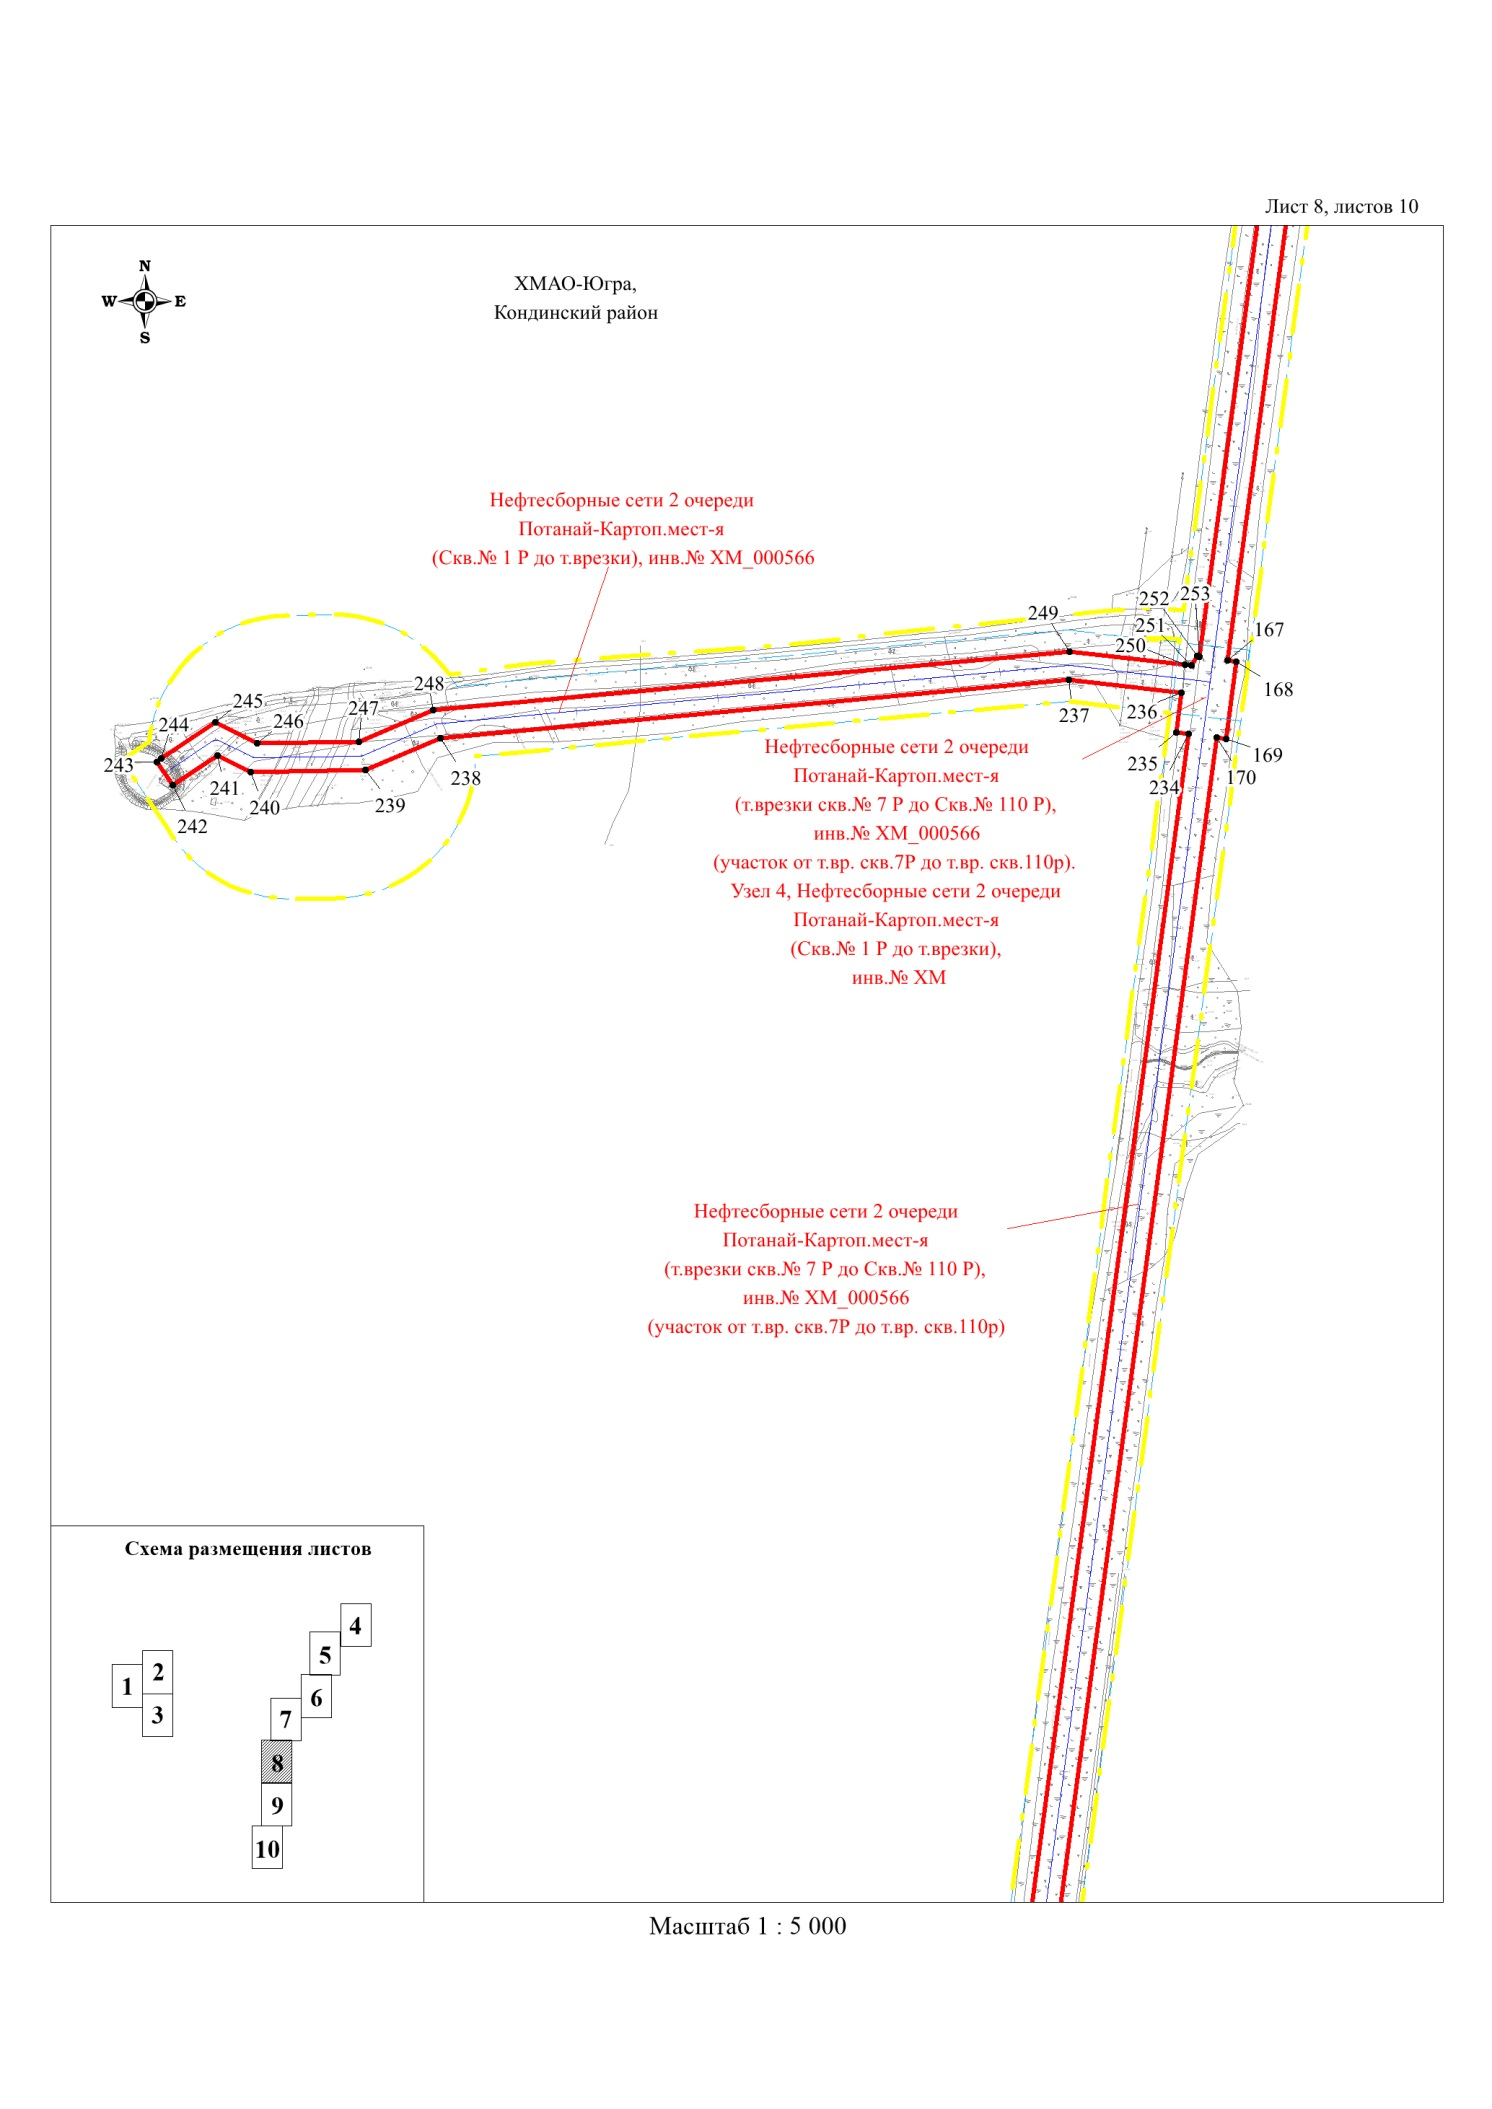 Лист 8, листов 10
N
W E
S
ХМАО-Югра,
Кондинский район
Нефтесборные сети 2 очереди
Потанай-Картоп.мест-я
(Скв.№ 1 Р до т.врезки), инв.№ ХМ_000566
252 253
249
251
250
167
168
248
245
247
246
244
243
241
240
242
239
238
237
236
235
234
169
170
Нефтесборные сети 2 очереди
Потанай-Картоп.мест-я
(т.врезки скв.№ 7 Р до Скв.№ 110 Р),
инв.№ ХМ_000566
(участок от т.вр. скв.7Р до т.вр. скв.110р).
Узел 4, Нефтесборные сети 2 очереди
Потанай-Картоп.мест-я
(Скв.№ 1 Р до т.врезки),
инв.№ ХМ
Нефтесборные сети 2 очереди
Потанай-Картоп.мест-я
(т.врезки скв.№ 7 Р до Скв.№ 110 Р),
инв.№ ХМ_000566
(участок от т.вр. скв.7Р до т.вр. скв.110р)
Схема размещения листов
4
5
2
1
6
3
7
8
9
10
Масштаб 1 : 5 000